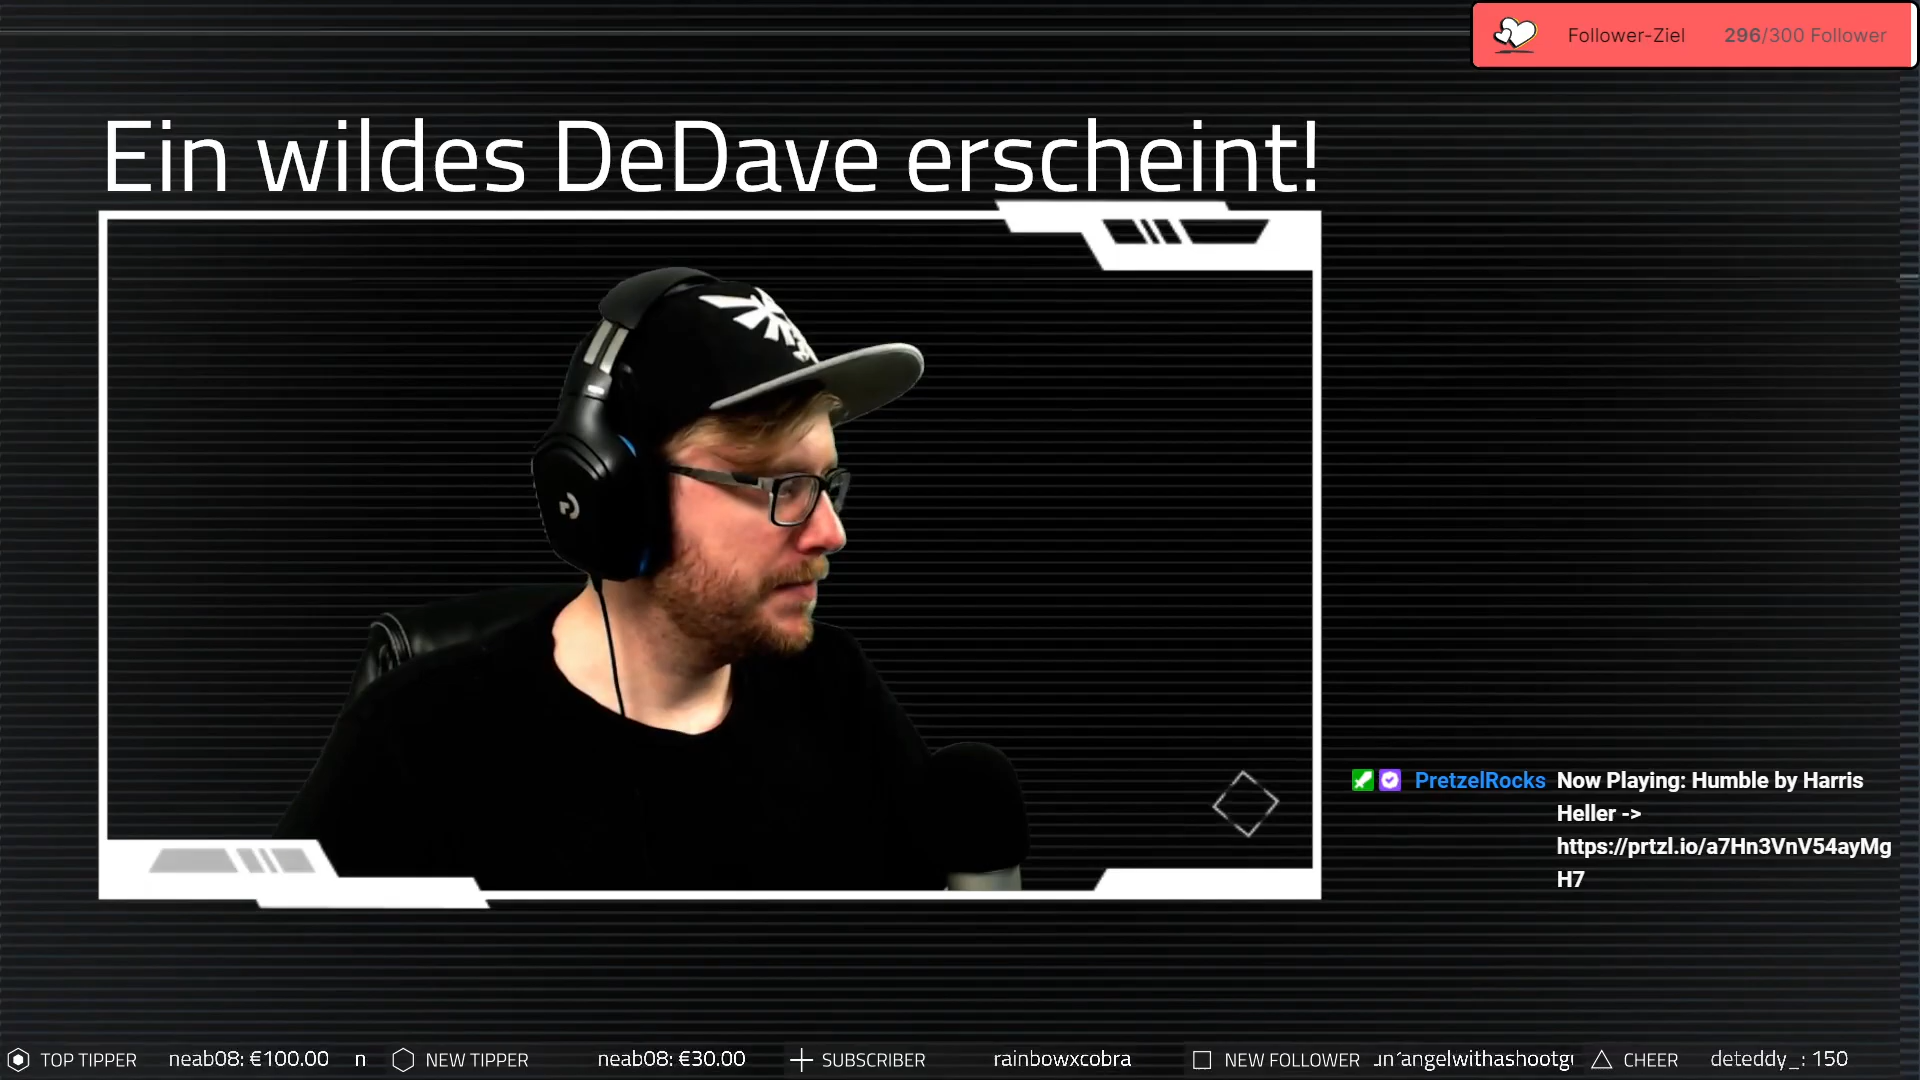 Follower-Ziel 296/300 Follower
Ein wildes DeDave erscheint!
PretzelRocks Now Playing: Humble by Harris
Heller ->
https://prtzl.io/a7Hn3VnV54ayMg
H7
TOP TIPPER neab08: €100.00 n NEW TIPPER neab08: €30.00 SUBSCRIBER rainbowxcobra NEW FOLLOWER CHEER deteddy_: 150